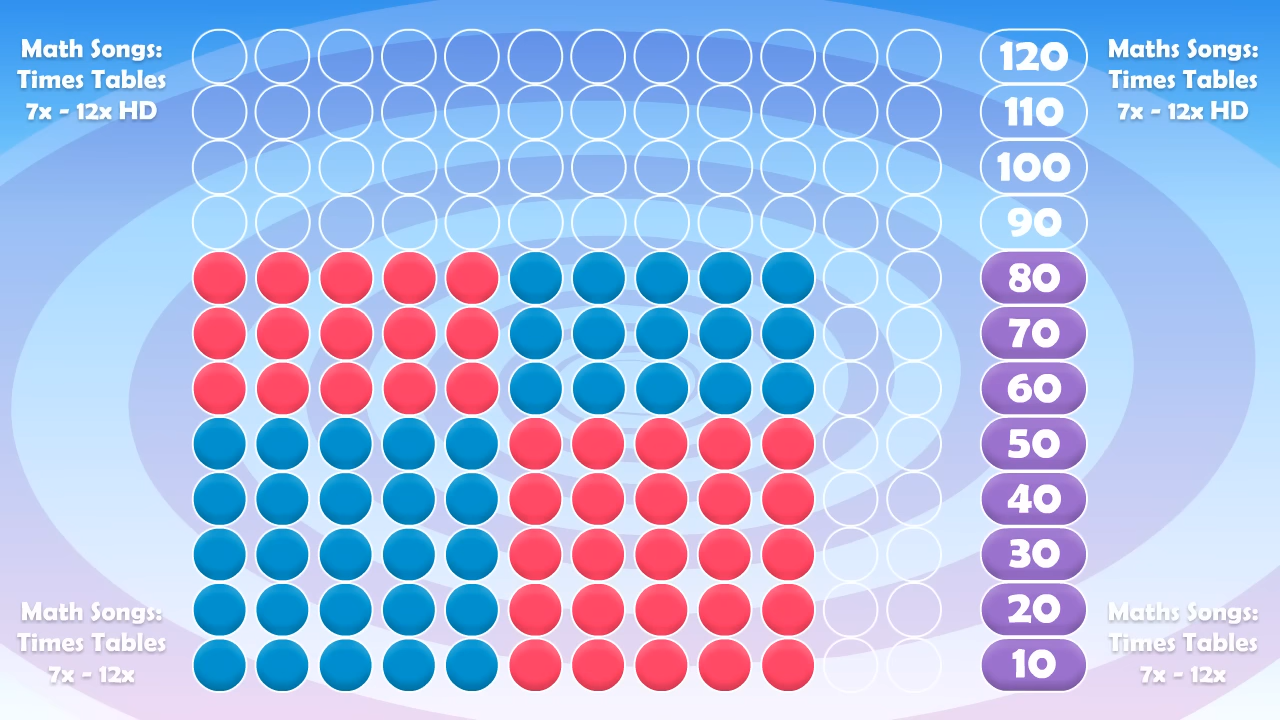 Math Songs:
Times Tables
7x - 12x HD
120
110
100
90
80
70
60
50
40
30
20
10
Maths Songs:
Times Tables
7x - 12x HD
Math Songs:
Times Tables
7x - 12x
Maths Songs:
Times Tables
7x - 12x